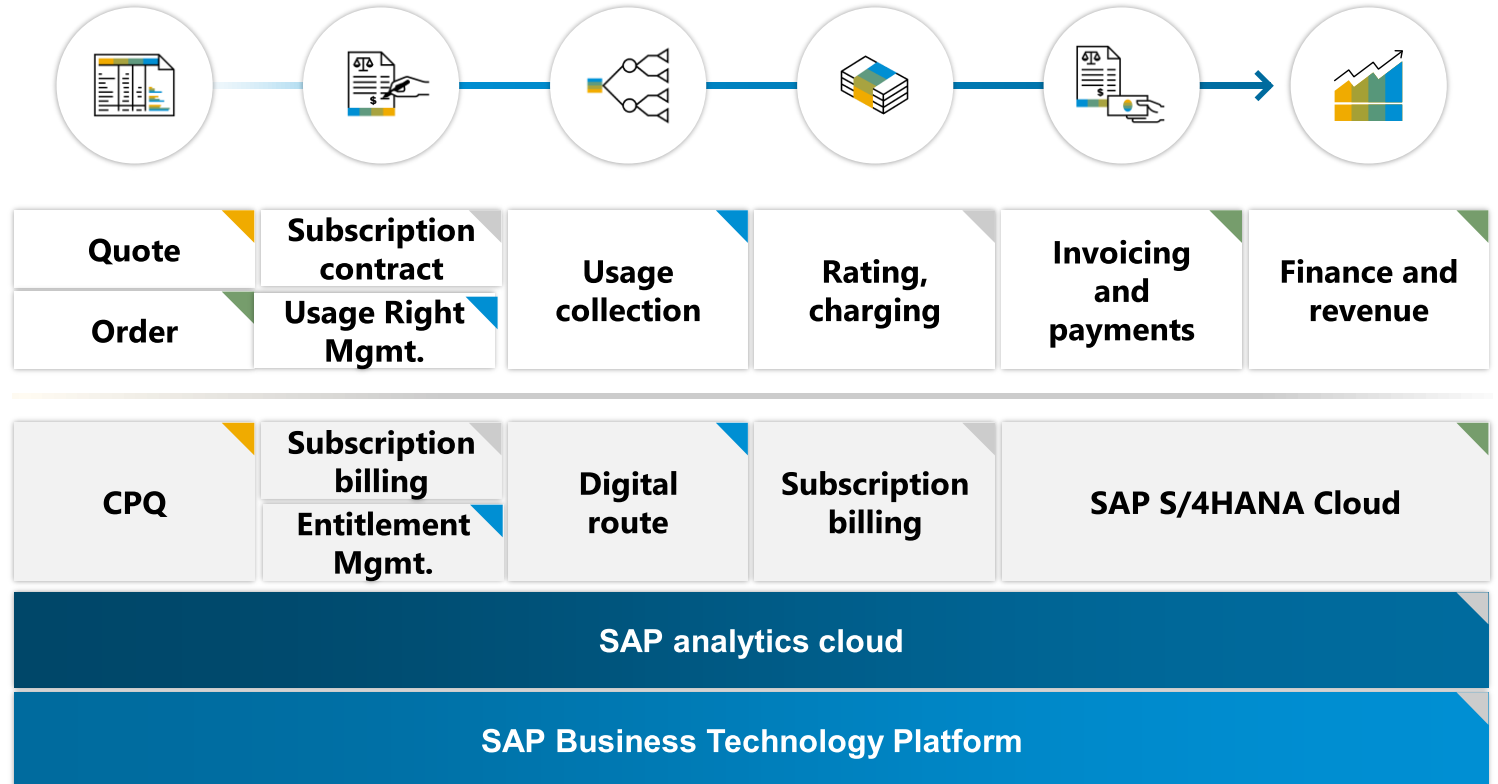 Quote
Order
Subscription
contract
Usage Right
Mgmt.
Usage
collection
Rating,
charging
Invoicing
and
payments
Finance and
revenue
CPQ
Subscription
billing
Entitlement
Mgmt.
Digital
route
Subscription
billing
SAP S/4HANA Cloud
SAP analytics cloud
SAP Business Technology Platform